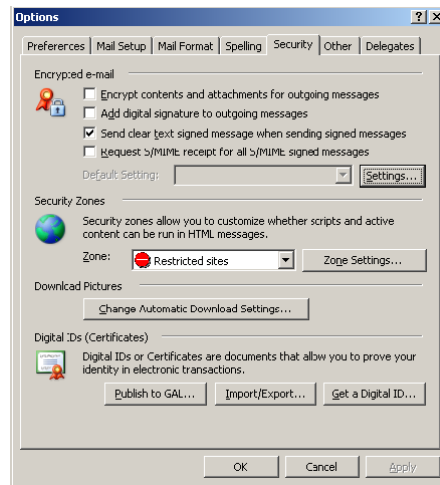 Options
Preferences Mail Setup Mail Format Spelling Security Other Delegates
Encrypted e-mail
Encrypt contents and attachments for outgoing messages
Add digital signature to outgoing messages
Send clear text signed message when sending signed messages
Request S/MIME receipt for all S/MIME signed messages
Default Setting: Settings...
Security Zones
Security zones allow you to customize whether scripts and active
content can be run in HTML messages.
Zone: Restricted sites Zone Settings...
Download Pictures
Change Automatic Download Settings...
Digital IDs (Certificates)
Digital IDs or Certificates are documents that allow you to prove your
identity in electronic transactions.
Publish to GAL... Import/Export... Get a Digital ID...
OK Cancel Apply